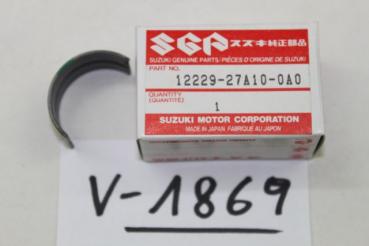 SGP スズキ純正部品
SUZUKI GENUINE PARTS/PIÈCES D'ORIGINE DE SUZUKI
PART NO.
12229-27A10-0A0
QUANTITY
(QUANTITÉ)
1
SUZUKI MOTOR CORPORATION
MADE IN JAPAN, FABRIQUÉ AU JAPON
V-1869